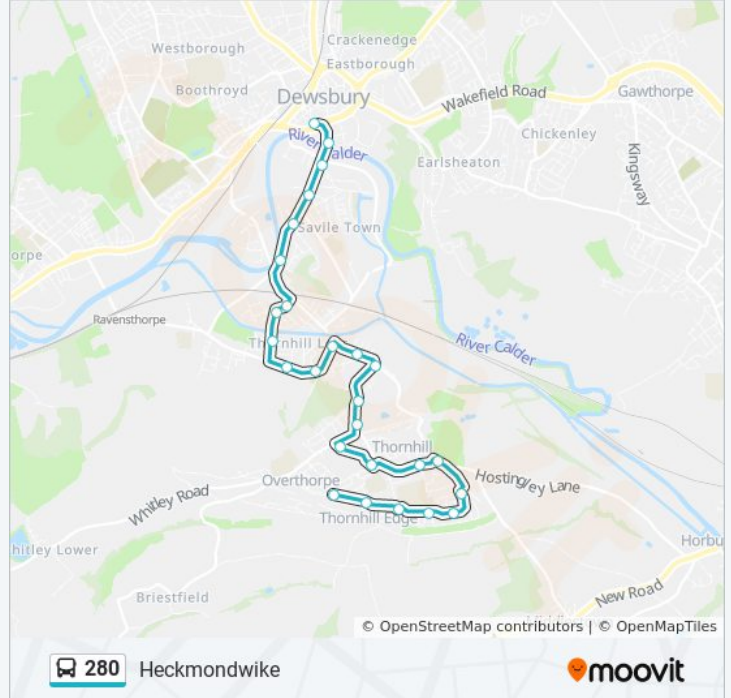 Westborough
Crackenedge
Eastborough
Boothroyd
Dewsbury
Wakefield Road
Gawthorpe
River Calder
Chickenley
Earlsheaton
Kingsway
Savile Town
orpe
Ravensthorpe
Thornhill L
River Calder
Thornhill
Overthorpe
Hostingley Lane
Whitley Road
Thornhill Edge
hitley Lower
Horbu
New Road
Briestfield
© OpenStreetMap contributors | © OpenMapTiles
280 Heckmondwike
moovit